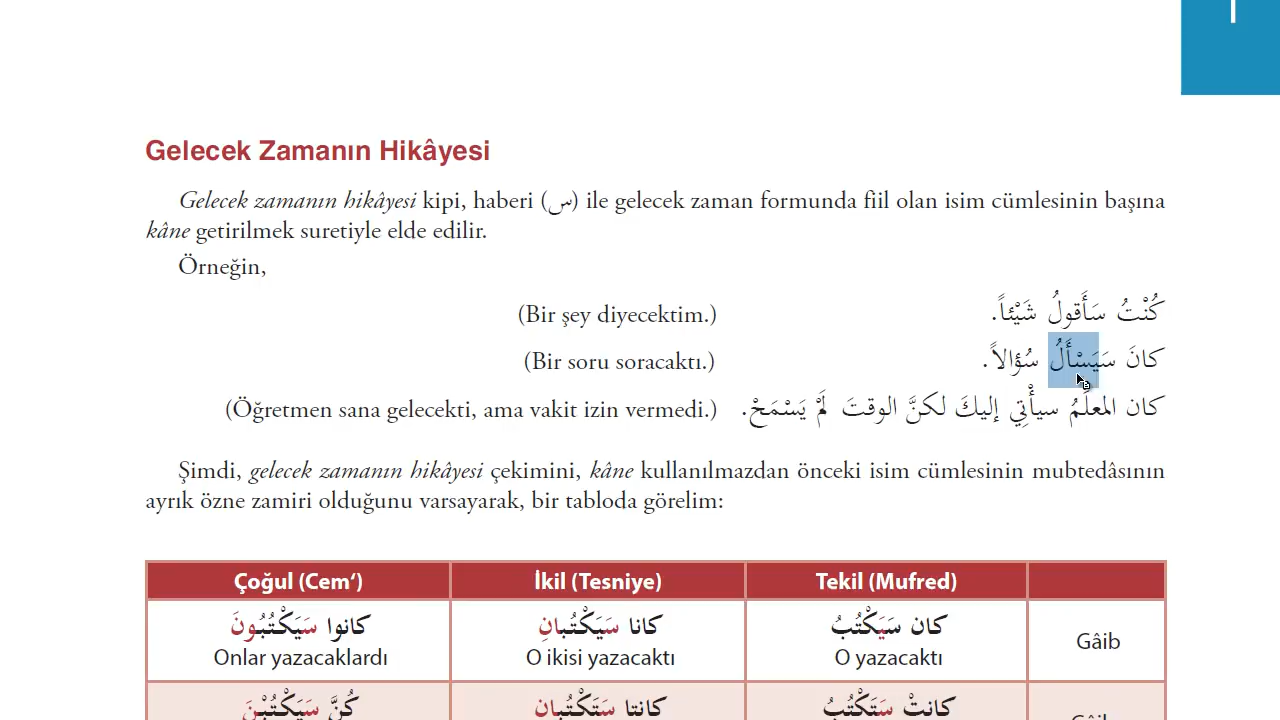 Gelecek Zamanın Hikâyesi
Gelecek zamanın hikâyesi kipi, haberi (س) ile gelecek zaman formunda fiil olan isim cümlesinin başına
kâne getirilmek suretiyle elde edilir.
Örneğin,
كُنْتُ سَأَقولُ شَيْئاً. (Bir şey diyecektim.)
كانَ سَيَسْأَلُ سُؤالاً. (Bir soru soracaktı.)
كان المعلِّمُ سيأْتِي إليكَ لكنَّ الوقتَ لَمْ يَسْمَحْ. (Öğretmen sana gelecekti, ama vakit izin vermedi.)
Şimdi, gelecek zamanın hikâyesi çekimini, kâne kullanılmazdan önceki isim cümlesinin mubtedâsının
ayrık özne zamiri olduğunu varsayarak, bir tabloda görelim:
Çoğul (Cem‘) İkil (Tesniye) Tekil (Mufred)
كانوا سَيَكْتُبُونَ كانا سَيَكْتُبانِ كان سَيَكْتُبُ
Onlar yazacaklardı O ikisi yazacaktı O yazacaktı Gâib
كُنَّ سَيَكْتُبْنَ كانتا سَتَكْتُبان كانتْ سَتَكْتُبُ